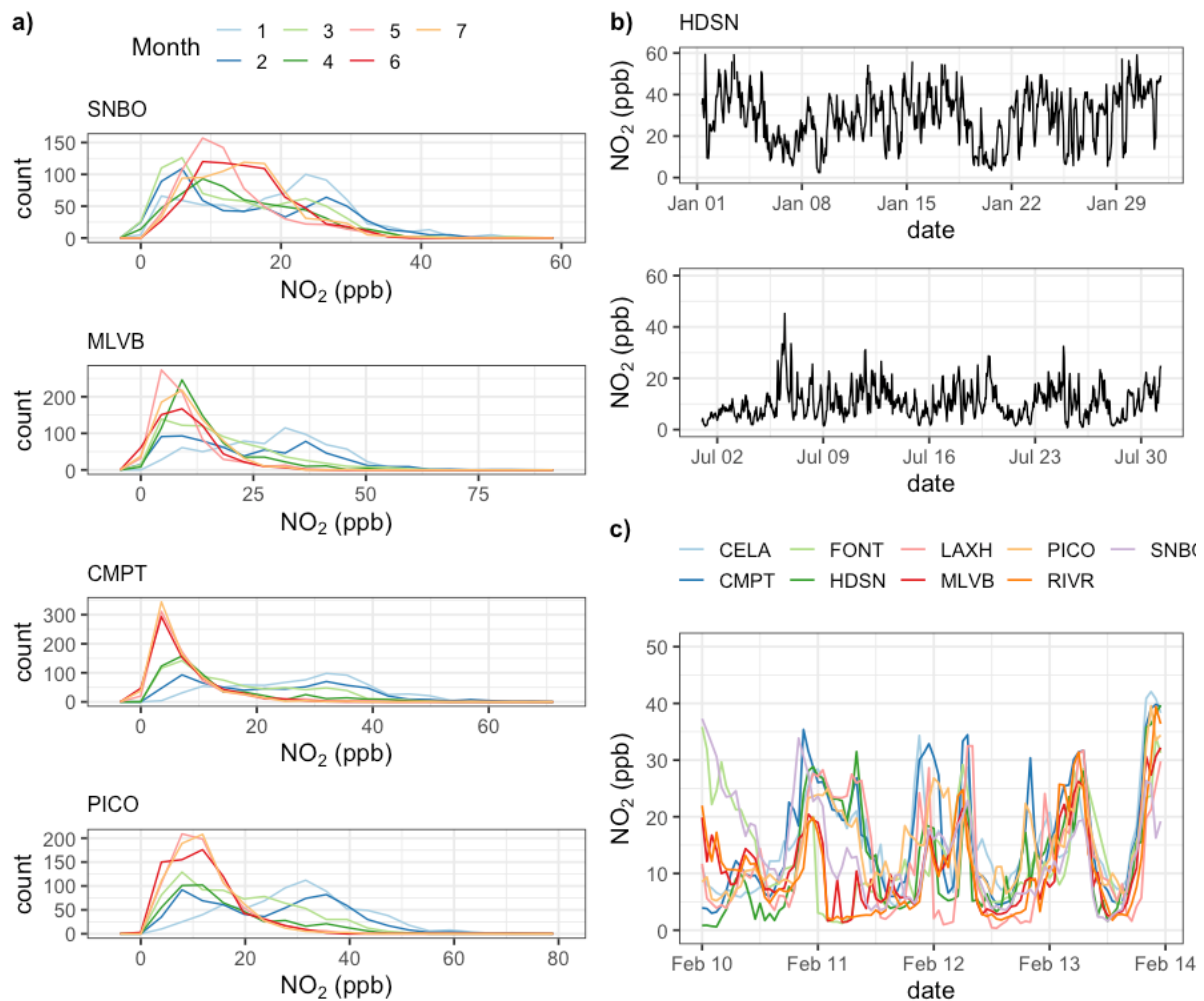 a)
Month
1 3 5 7
2 4 6
SNBO
150
100
50
0
count
0 20 40 60
NO₂ (ppb)
MLVB
200
100
0
count
0 25 50 75
NO₂ (ppb)
CMPT
300
200
100
0
count
0 20 40 60
NO₂ (ppb)
PICO
200
150
100
50
0
count
0 20 40 60 80
NO₂ (ppb)
b)
HDSN
60
40
20
0
NO₂ (ppb)
Jan 01 Jan 08 Jan 15 Jan 22 Jan 29
date
60
40
20
0
NO₂ (ppb)
Jul 02 Jul 09 Jul 16 Jul 23 Jul 30
date
c)
CELA FONT LAXH PICO SNBO
CMPT HDSN MLVB RIVR
50
40
30
20
10
0
NO₂ (ppb)
Feb 10 Feb 11 Feb 12 Feb 13 Feb 14
date